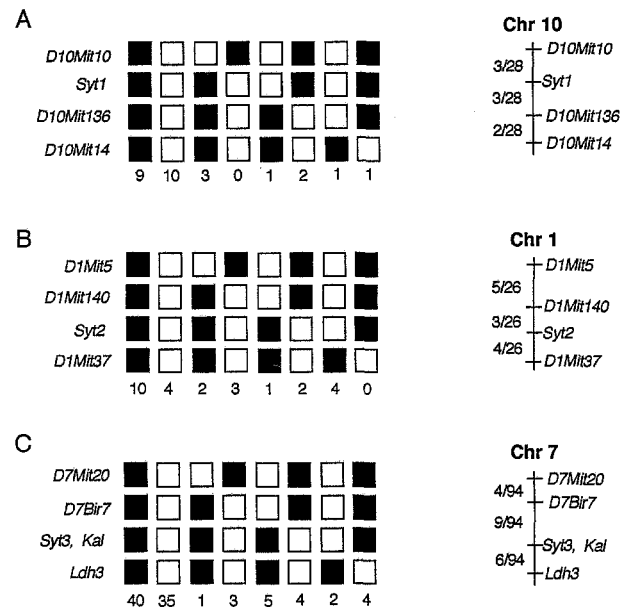 A
D10Mit10
Syt1
D10Mit136
D10Mit14
9 10 3 0 1 2 1 1
Chr 10
D10Mit10
3/28
Syt1
3/28
D10Mit136
2/28
D10Mit14
B
D1Mit5
D1Mit140
Syt2
D1Mit37
10 4 2 3 1 2 4 0
Chr 1
D1Mit5
5/26
D1Mit140
3/26
Syt2
4/26
D1Mit37
C
D7Mit20
D7Bir7
Syt3, Kal
Ldh3
40 35 1 3 5 4 2 4
Chr 7
D7Mit20
4/94
D7Bir7
9/94
Syt3, Kal
6/94
Ldh3